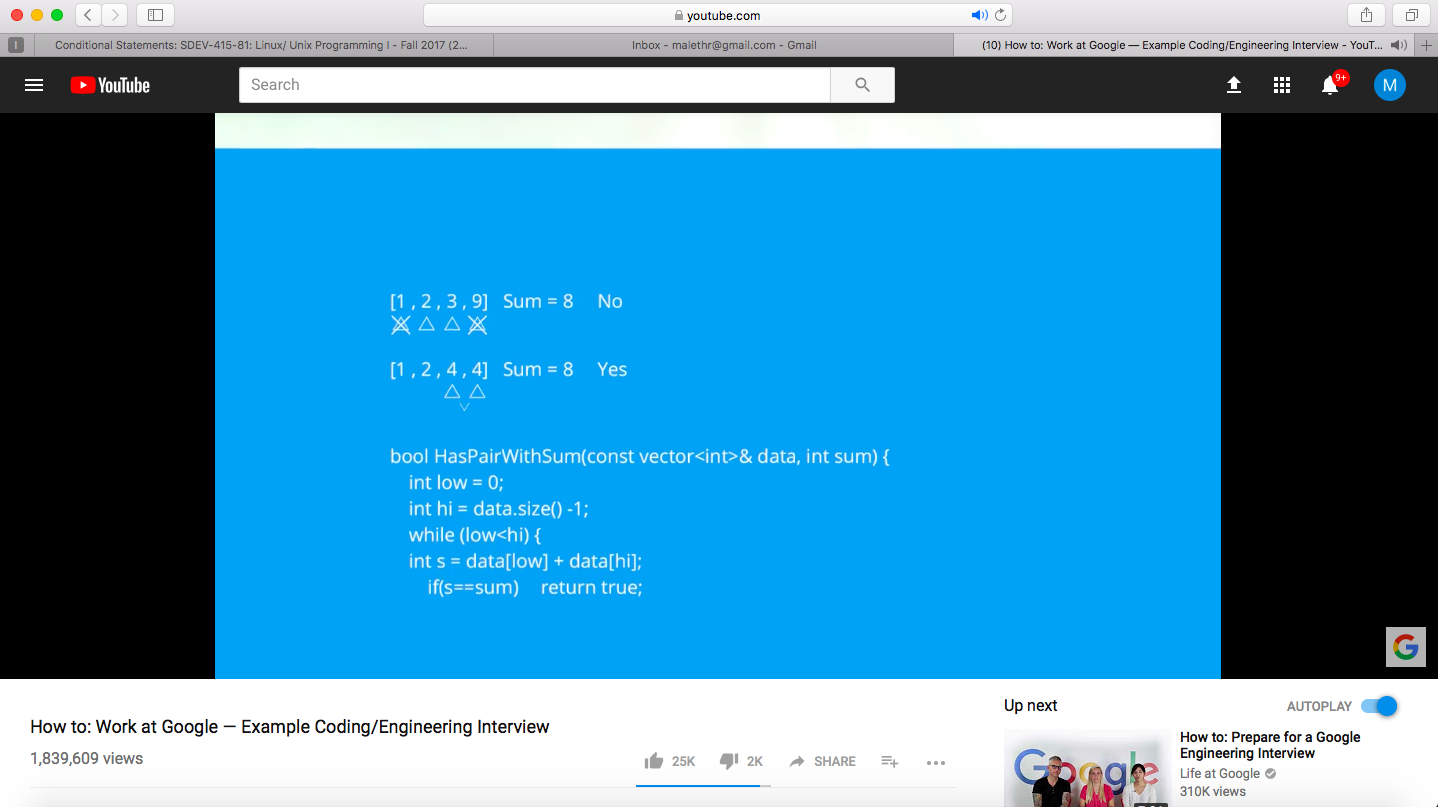 youtube.com
I
Conditional Statements: SDEV-415-81: Linux/ Unix Programming I - Fall 2017 (2...
Inbox - malethr@gmail.com - Gmail
(10) How to: Work at Google — Example Coding/Engineering Interview - YouT...
YouTube
Search
9+
M
[1 , 2 , 3 , 9] Sum = 8 No
[1 , 2 , 4 , 4] Sum = 8 Yes
bool HasPairWithSum(const vector<int>& data, int sum) {
int low = 0;
int hi = data.size() -1;
while (low<hi) {
int s = data[low] + data[hi];
if(s==sum) return true;
G
How to: Work at Google — Example Coding/Engineering Interview
1,839,609 views
25K
2K
SHARE
Up next
AUTOPLAY
Google
How to: Prepare for a Google
Engineering Interview
Life at Google
310K views